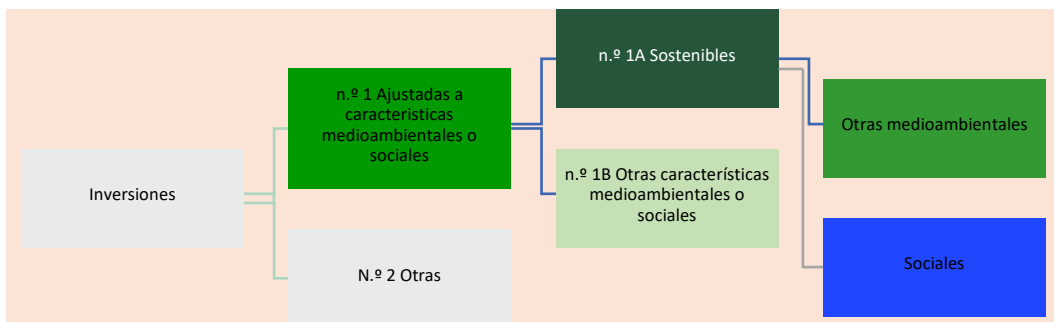 Inversiones
n.º 1 Ajustadas a
caracteristicas
medioambientales o
sociales
N.º 2 Otras
n.º 1A Sostenibles
n.º 1B Otras características
medioambientales o
sociales
Otras medioambientales
Sociales